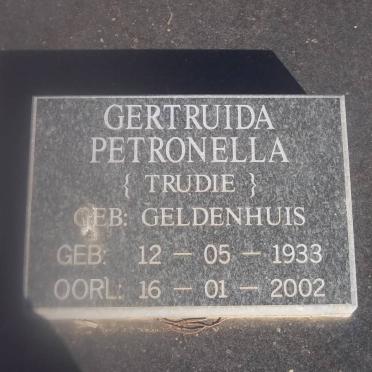 GERTRUIDA
PETRONELLA
{ TRUDIE }
GEB: GELDENHUIS
GEB: 12 — 05 — 1933
OORL: 16 — 01 — 2002